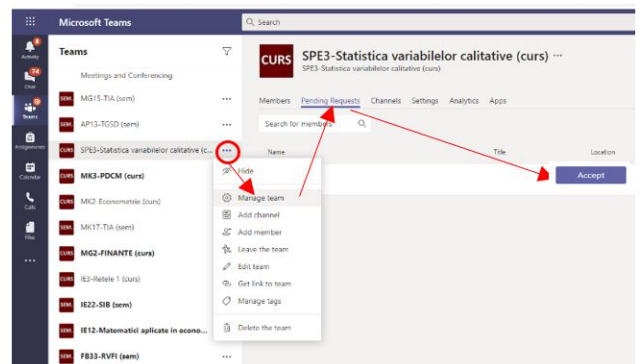 Microsoft Teams
Search
Activity
Chat
Teams
Assignments
Calendar
Calls
Files
Teams
Meetings and Conferencing
SEM. MG15-TIA (sem)
SEM. AP13-TGSD (sem)
CURS SPE3-Statistica variabilelor calitative (c...
CURS MK3-PDCM (curs)
CURS MK2-Econometrie (curs)
SEM. MK17-TIA (sem)
CURS MG2-FINANTE (curs)
CURS IE3-Retele 1 (curs)
SEM. IE22-SIB (sem)
SEM. IE12-Matematici aplicate in econo...
SEM. FB33-RVFI (sem)
Hide
Manage team
Add channel
Add member
Leave the team
Edit team
Get link to team
Manage tags
Delete the team
CURS
SPE3-Statistica variabilelor calitative (curs) ...
SPE3-Statistica variabilelor calitative (curs)
Members Pending Requests Channels Settings Analytics Apps
Search for members
Name Title Location
Accept